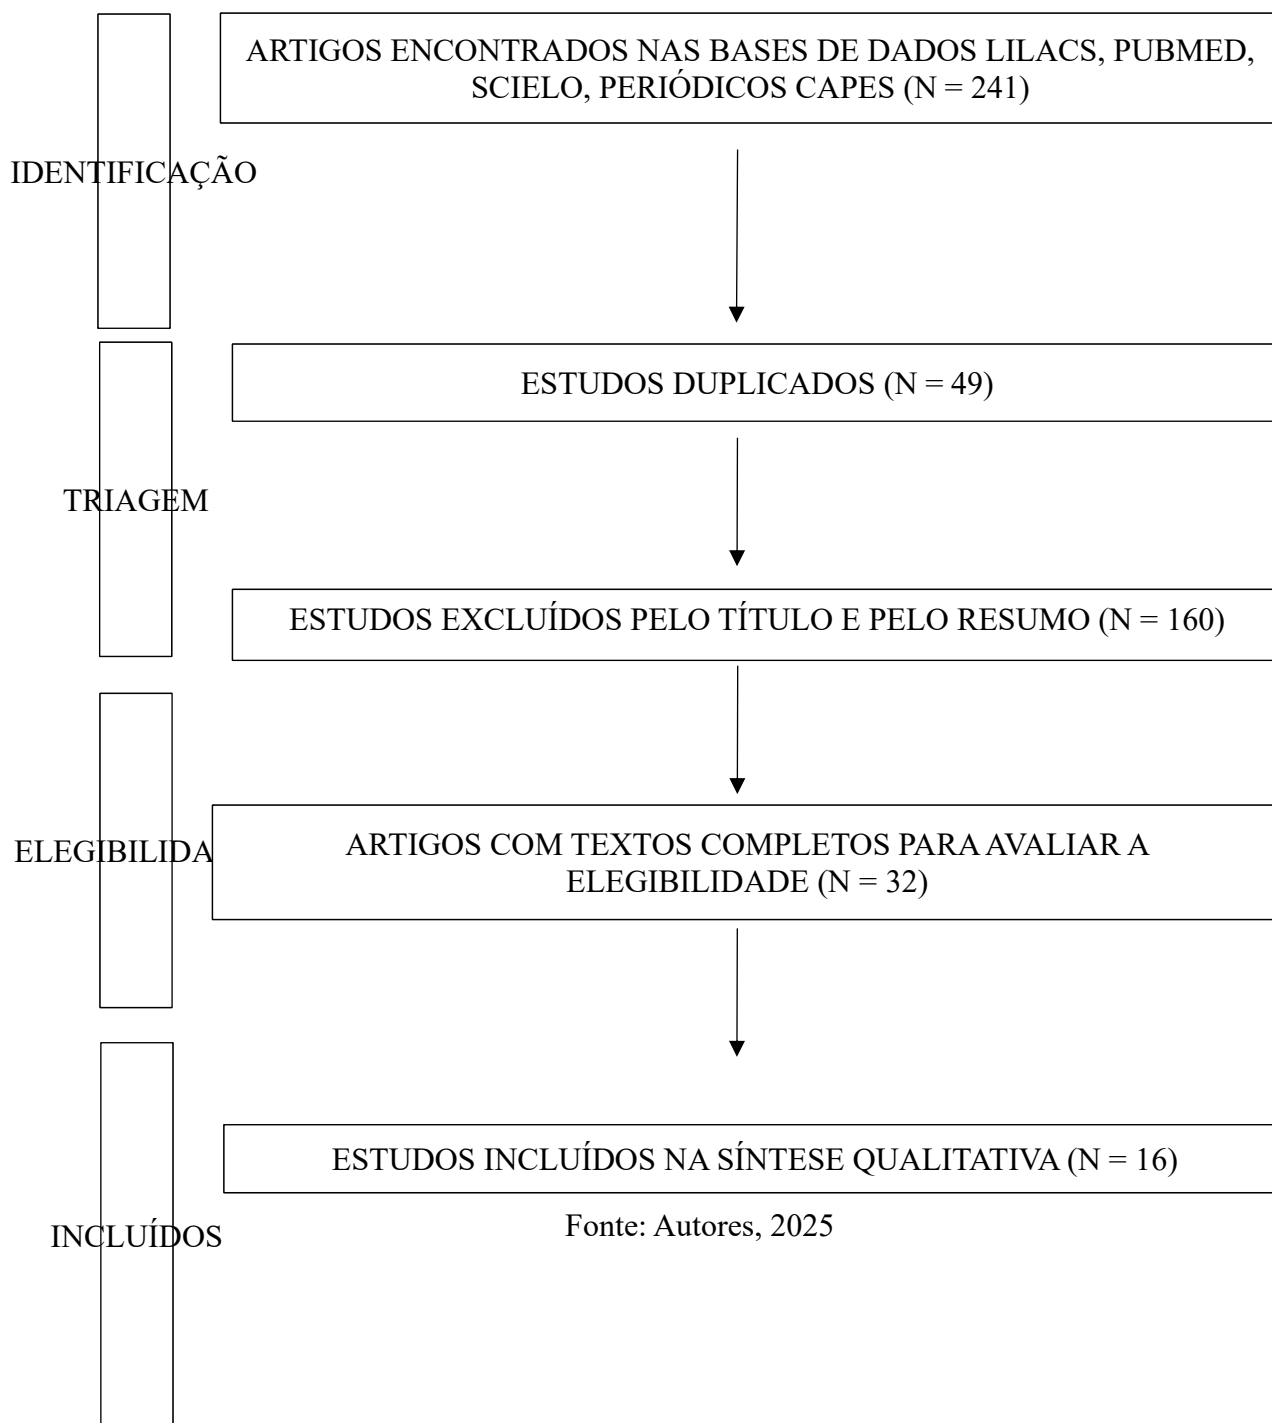 ARTIGOS ENCONTRADOS NAS BASES DE DADOS LILACS, PUBMED,
SCIELO, PERIÓDICOS CAPES (N = 241)
IDENTIFICAÇÃO
ESTUDOS DUPLICADOS (N = 49)
TRIAGEM
ESTUDOS EXCLUÍDOS PELO TÍTULO E PELO RESUMO (N = 160)
ELEGIBILIDA
ARTIGOS COM TEXTOS COMPLETOS PARA AVALIAR A
ELEGIBILIDADE (N = 32)
ESTUDOS INCLUÍDOS NA SÍNTESE QUALITATIVA (N = 16)
INCLUÍDOS
Fonte: Autores, 2025